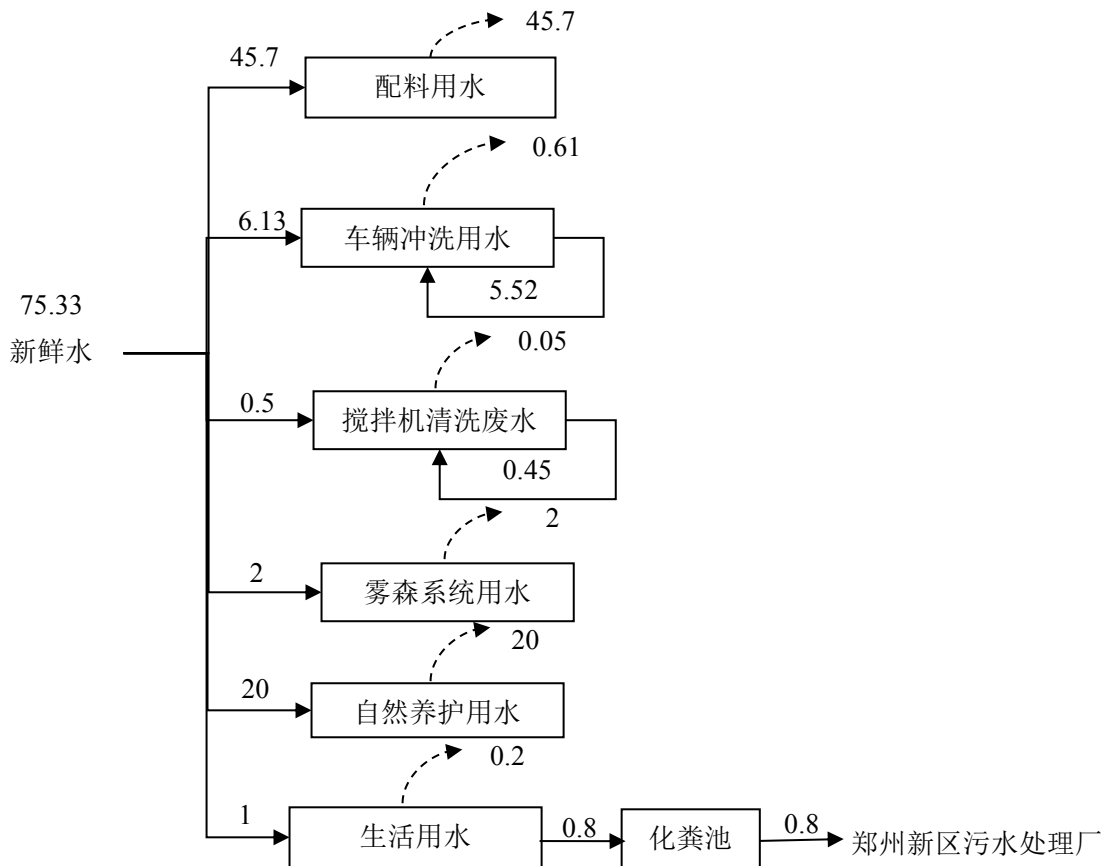 45.7
45.7
配料用水
0.61
6.13
车辆冲洗用水
5.52
75.33
新鲜水
0.05
0.5
搅拌机清洗废水
0.45
2
2
雾森系统用水
20
20
自然养护用水
0.2
1
生活用水
0.8
化粪池
0.8
郑州新区污水处理厂